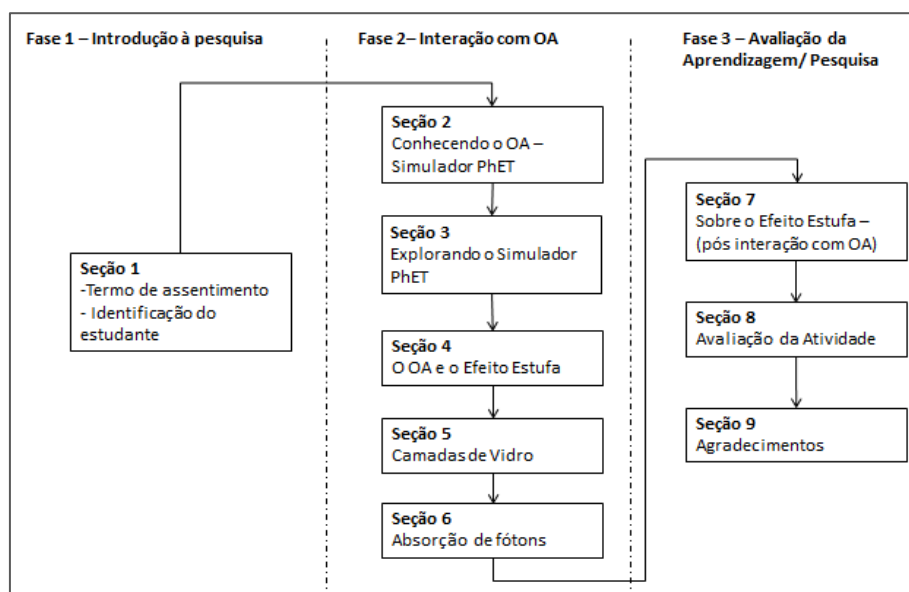 Fase 1 – Introdução à pesquisa
Seção 1
-Termo de assentimento
- Identificação do
estudante
Fase 2– Interação com OA
Seção 2
Conhecendo o OA –
Simulador PhET
Seção 3
Explorando o Simulador
PhET
Seção 4
O OA e o Efeito Estufa
Seção 5
Camadas de Vidro
Seção 6
Absorção de fótons
Fase 3 – Avaliação da
Aprendizagem/ Pesquisa
Seção 7
Sobre o Efeito Estufa –
(pós interação com OA)
Seção 8
Avaliação da Atividade
Seção 9
Agradecimentos